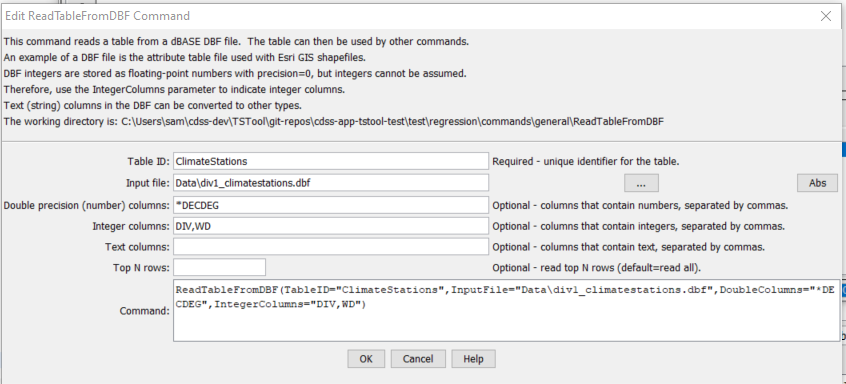 Edit ReadTableFromDBF Command
This command reads a table from a dBASE DBF file.  The table can then be used by other commands.
An example of a DBF file is the attribute table file used with Esri GIS shapefiles.
DBF integers are stored as floating-point numbers with precision=0, but integers cannot be assumed.
Therefore, use the IntegerColumns parameter to indicate integer columns.
Text (string) columns in the DBF can be converted to other types.
The working directory is: C:\Users\sam\cdss-dev\TSTool\git-repos\cdss-app-tstool-test\test\regression\commands\general\ReadTableFromDBF
Table ID: ClimateStations Required - unique identifier for the table.
Input file: Data\div1_climatestations.dbf ... Abs
Double precision (number) columns: *DECDEG Optional - columns that contain numbers, separated by commas.
Integer columns: DIV,WD Optional - columns that contain integers, separated by commas.
Text columns: Optional - columns that contain text, separated by commas.
Top N rows: Optional - read top N rows (default=read all).
Command: ReadTableFromDBF(TableID="ClimateStations",InputFile="Data\div1_climatestations.dbf",DoubleColumns="*DE
CDEG",IntegerColumns="DIV,WD")
OK Cancel Help